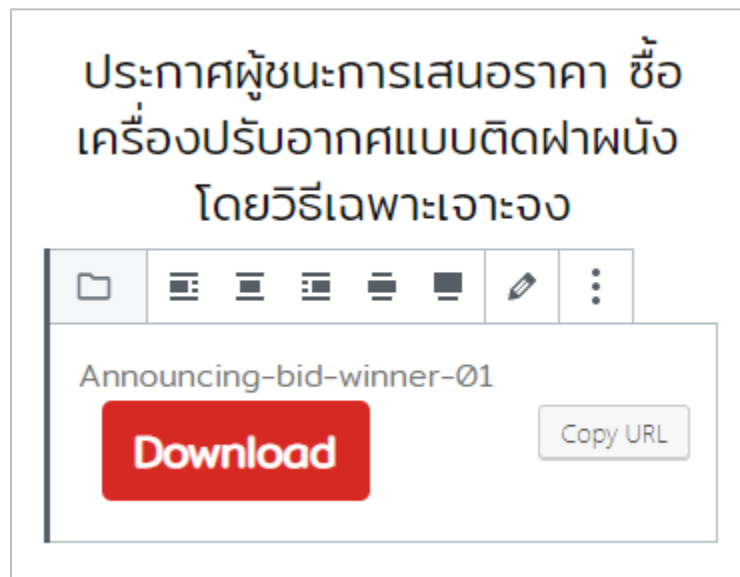 ประกาศผู้ชนะการเสนอราคา ซื้อ
เครื่องปรับอากาศแบบติดฝาผนัง
โดยวิธีเฉพาะเจาะจง
Announcing-bid-winner-01
Download
Copy URL